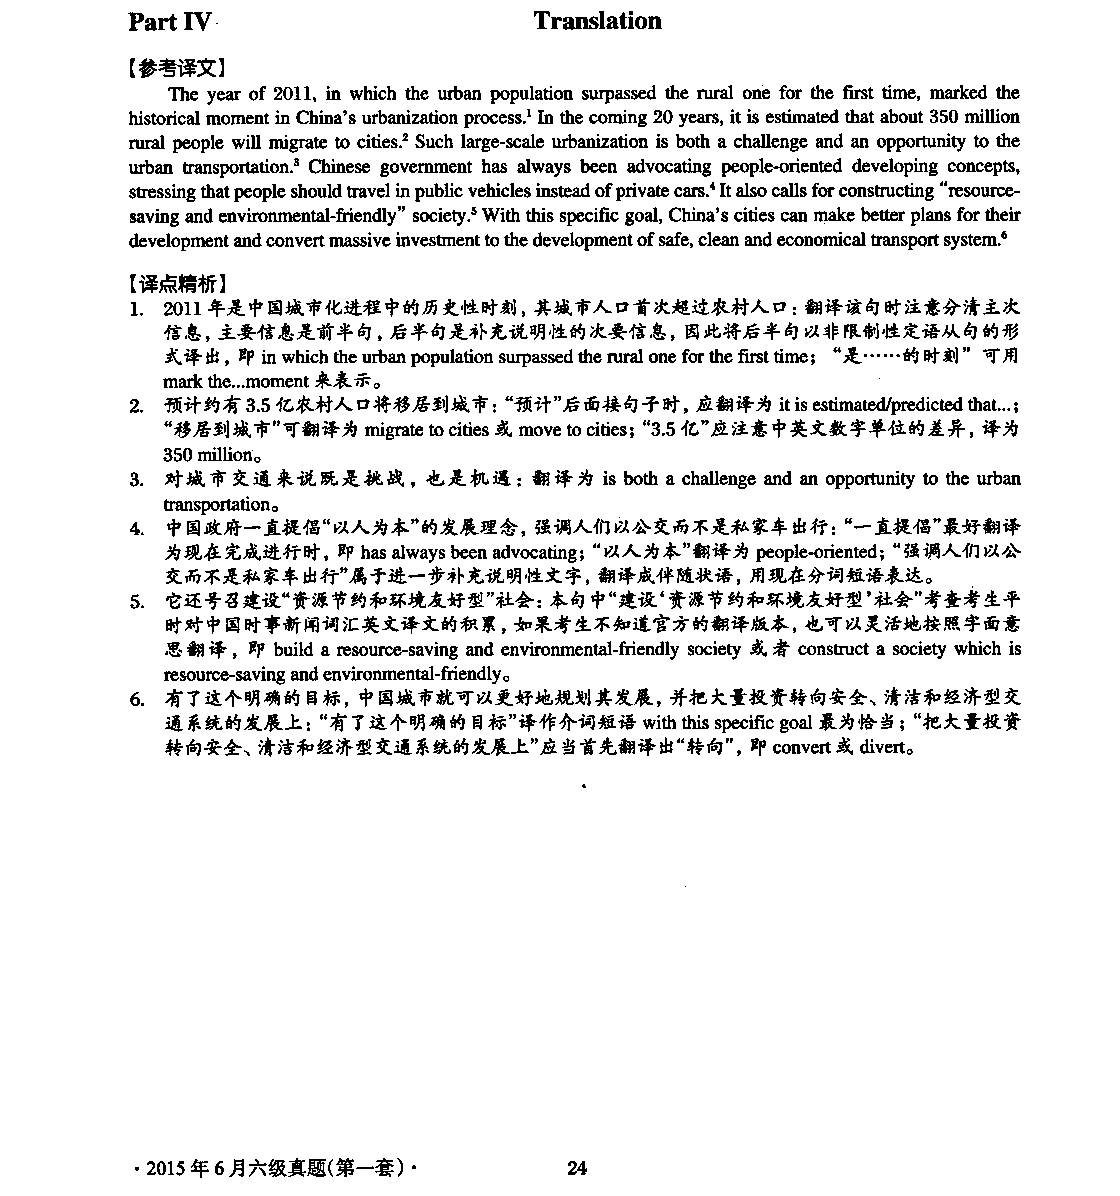 Part IV
Translation
【参考译文】
The year of 2011, in which the urban population surpassed the rural one for the first time, marked the
historical moment in China's urbanization process.¹ In the coming 20 years, it is estimated that about 350 million
rural people will migrate to cities.² Such large-scale urbanization is both a challenge and an opportunity to the
urban transportation.³ Chinese government has always been advocating people-oriented developing concepts,
stressing that people should travel in public vehicles instead of private cars.⁴ It also calls for constructing “resource-
saving and environmental-friendly” society.⁵ With this specific goal, China's cities can make better plans for their
development and convert massive investment to the development of safe, clean and economical transport system.⁶
【译点精析】
1. 2011年是中国城市化进程中的历史性时刻，其城市人口首次超过农村人口：翻译该句时注意分清主次
信息，主要信息是前半句，后半句是补充说明性的次要信息，因此将后半句以非限制性定语从句的形
式译出，即 in which the urban population surpassed the rural one for the first time；“是……的时刻”可用
mark the...moment 来表示。
2. 预计约有3.5亿农村人口将移居到城市：“预计”后面接句子时，应翻译为 it is estimated/predicted that...；
“移居到城市”可翻译为 migrate to cities 或 move to cities；“3.5亿”应注意中英文数字单位的差异，译为
350 million。
3. 对城市交通来说既是挑战，也是机遇：翻译为 is both a challenge and an opportunity to the urban
transportation。
4. 中国政府一直提倡“以人为本”的发展理念，强调人们以公交而不是私家车出行：“一直提倡”最好翻译
为现在完成进行时，即 has always been advocating；“以人为本”翻译为 people-oriented；“强调人们以公
交而不是私家车出行”属于进一步补充说明性文字，翻译成伴随状语，用现在分词短语表达。
5. 它还号召建设“资源节约和环境友好型”社会：本句中“建设‘资源节约和环境友好型’社会”考查考生平
时对中国时事新闻词汇英文译文的积累，如果考生不知道官方的翻译版本，也可以灵活地按照字面意
思翻译，即 build a resource-saving and environmental-friendly society 或者 construct a society which is
resource-saving and environmental-friendly。
6. 有了这个明确的目标，中国城市就可以更好地规划其发展，并把大量投资转向安全、清洁和经济型交
通系统的发展上：“有了这个明确的目标”译作介词短语 with this specific goal 最为恰当；“把大量投资
转向安全、清洁和经济型交通系统的发展上”应当首先翻译出“转向”，即 convert 或 divert。
·2015年6月六级真题(第一套)·
24